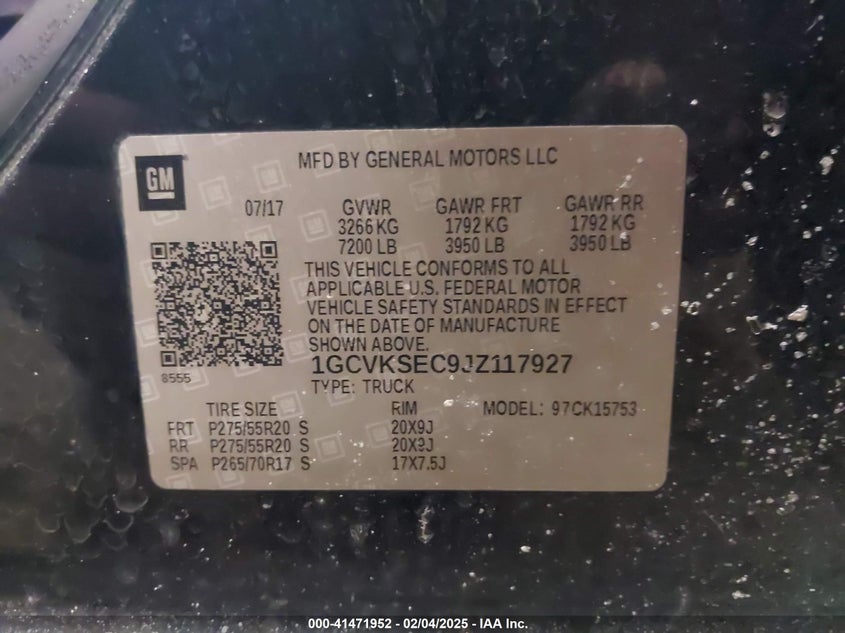 GM
MFD BY GENERAL MOTORS LLC
07/17 GVWR GAWR FRT GAWR RR
3266 KG 1792 KG 1792 KG
7200 LB 3950 LB 3950 LB
THIS VEHICLE CONFORMS TO ALL
APPLICABLE U.S. FEDERAL MOTOR
VEHICLE SAFETY STANDARDS IN EFFECT
ON THE DATE OF MANUFACTURE
SHOWN ABOVE.
8555
1GCVKSEC9JZ117927
TYPE: TRUCK
TIRE SIZE RIM MODEL: 97CK15753
FRT P275/55R20 S 20X9J
RR P275/55R20 S 20X9J
SPA P265/70R17 S 17X7.5J
000-41471952 - 02/04/2025 - IAA Inc.